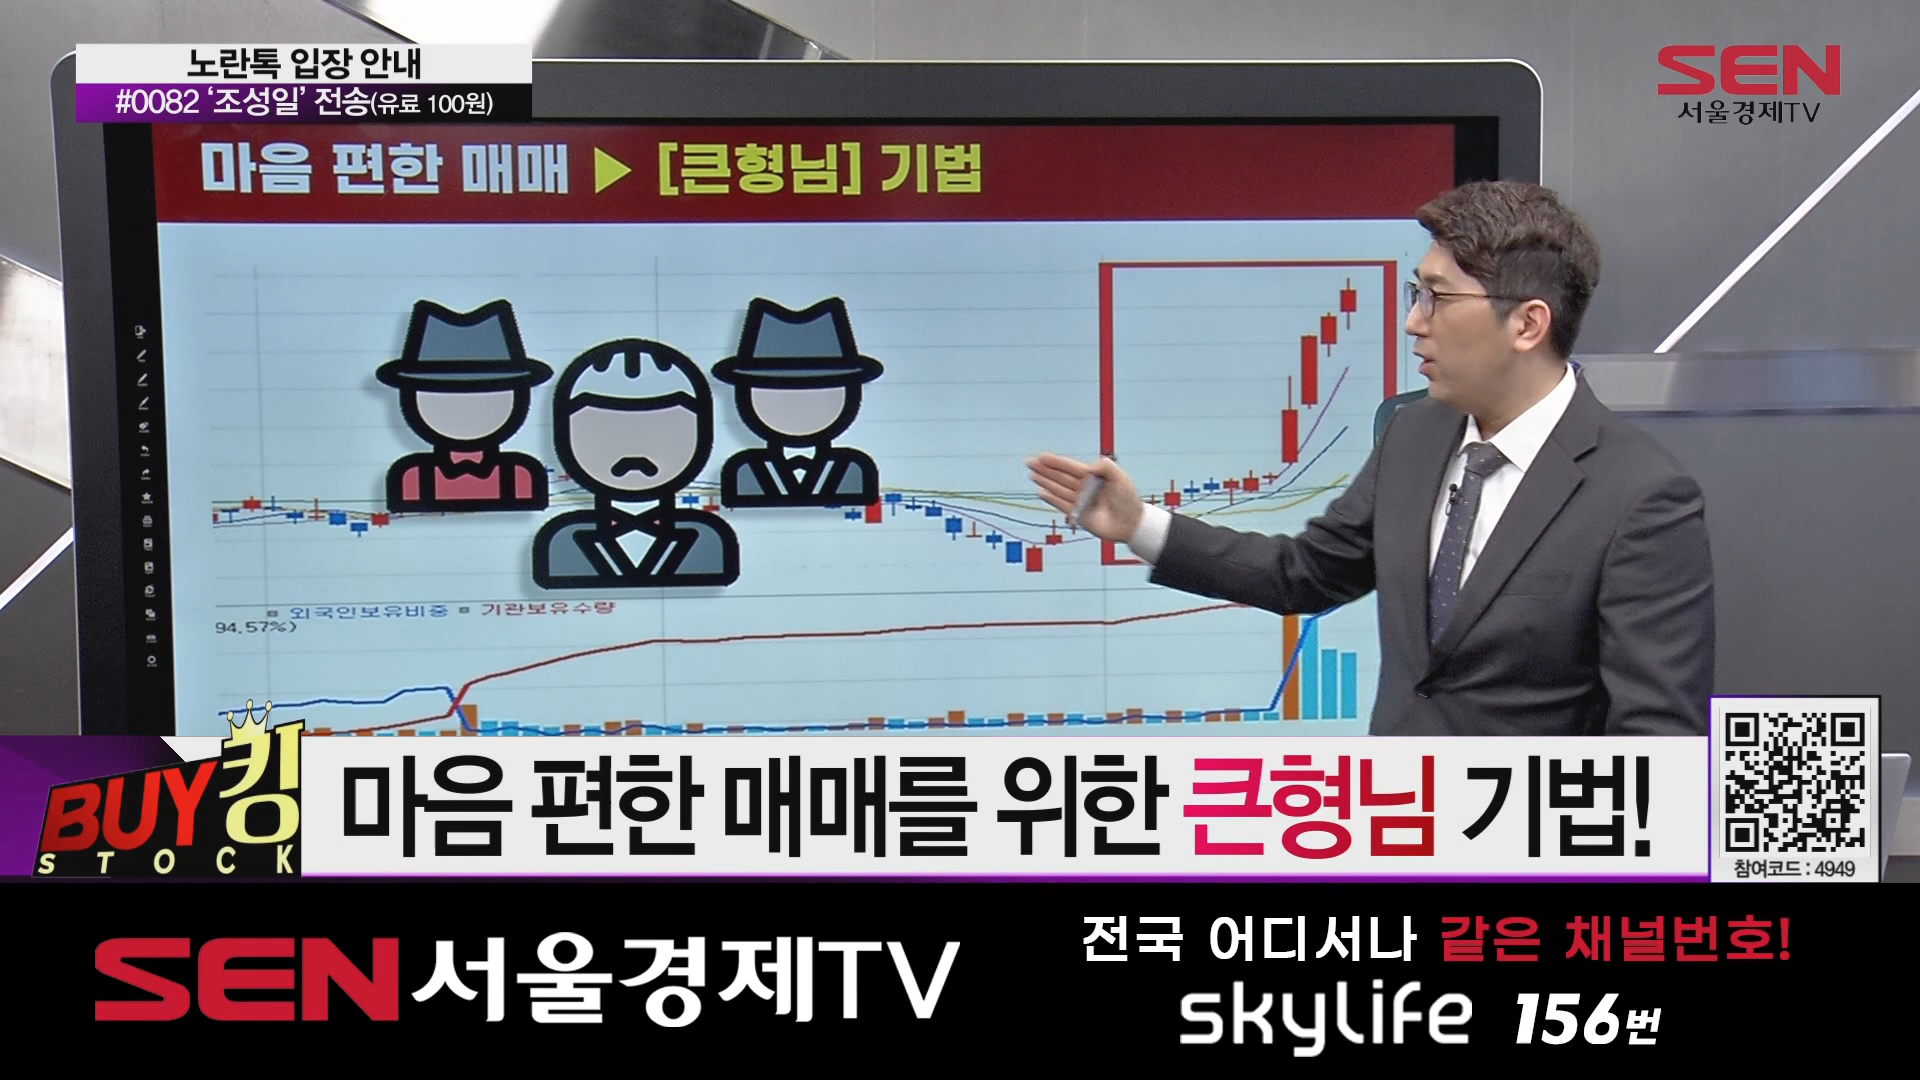 노란톡 입장 안내
#0082 ‘조성일’ 전송(유료 100원)
SEN
서울경제TV
마음 편한 매매 ▶ [큰형님] 기법
외국인보유비중 기관보유수량
94.57%)
BUY킹
STOCK
마음 편한 매매를 위한 큰형님 기법!
참여코드 : 4949
SEN서울경제TV
전국 어디서나 같은 채널번호!
skylife 156번